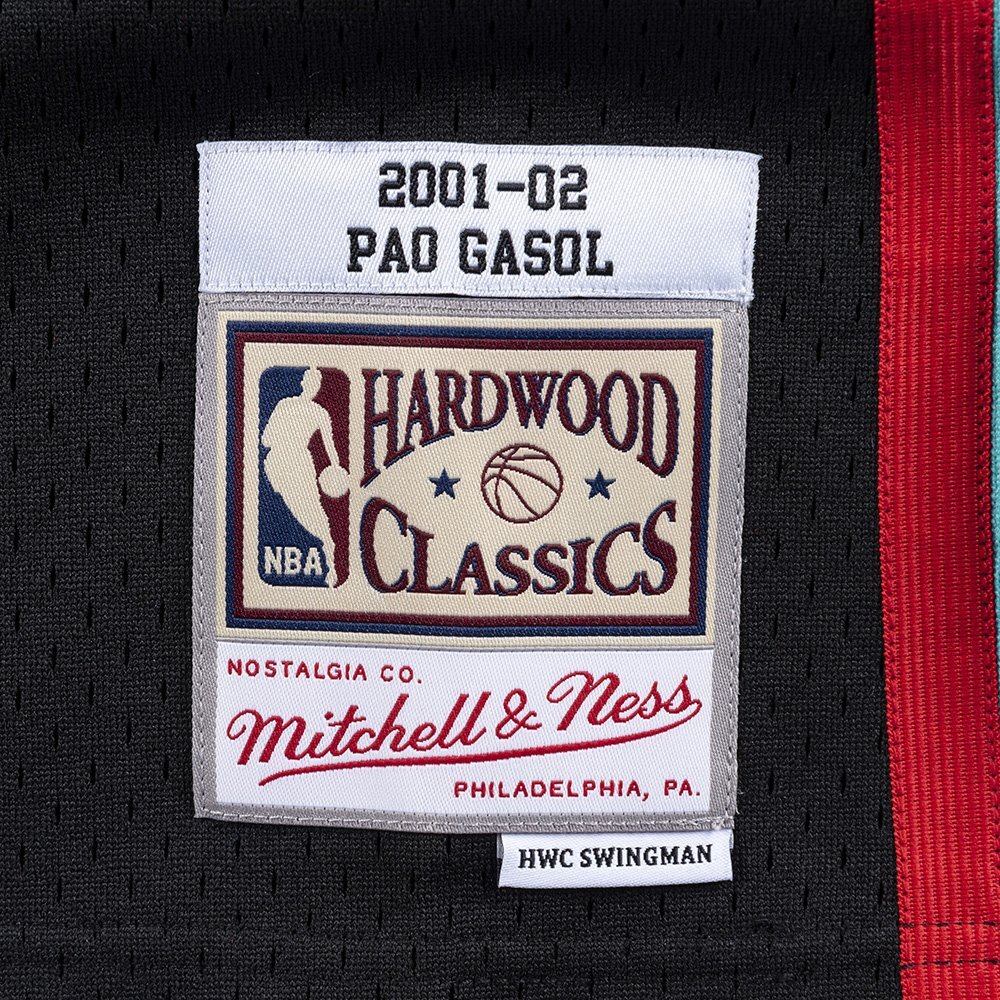 2001-02
PAO GASOL
HARDWOOD
NBA
CLASSICS
NOSTALGIA CO.
Mitchell & Ness
PHILADELPHIA, PA.
HWC SWINGMAN